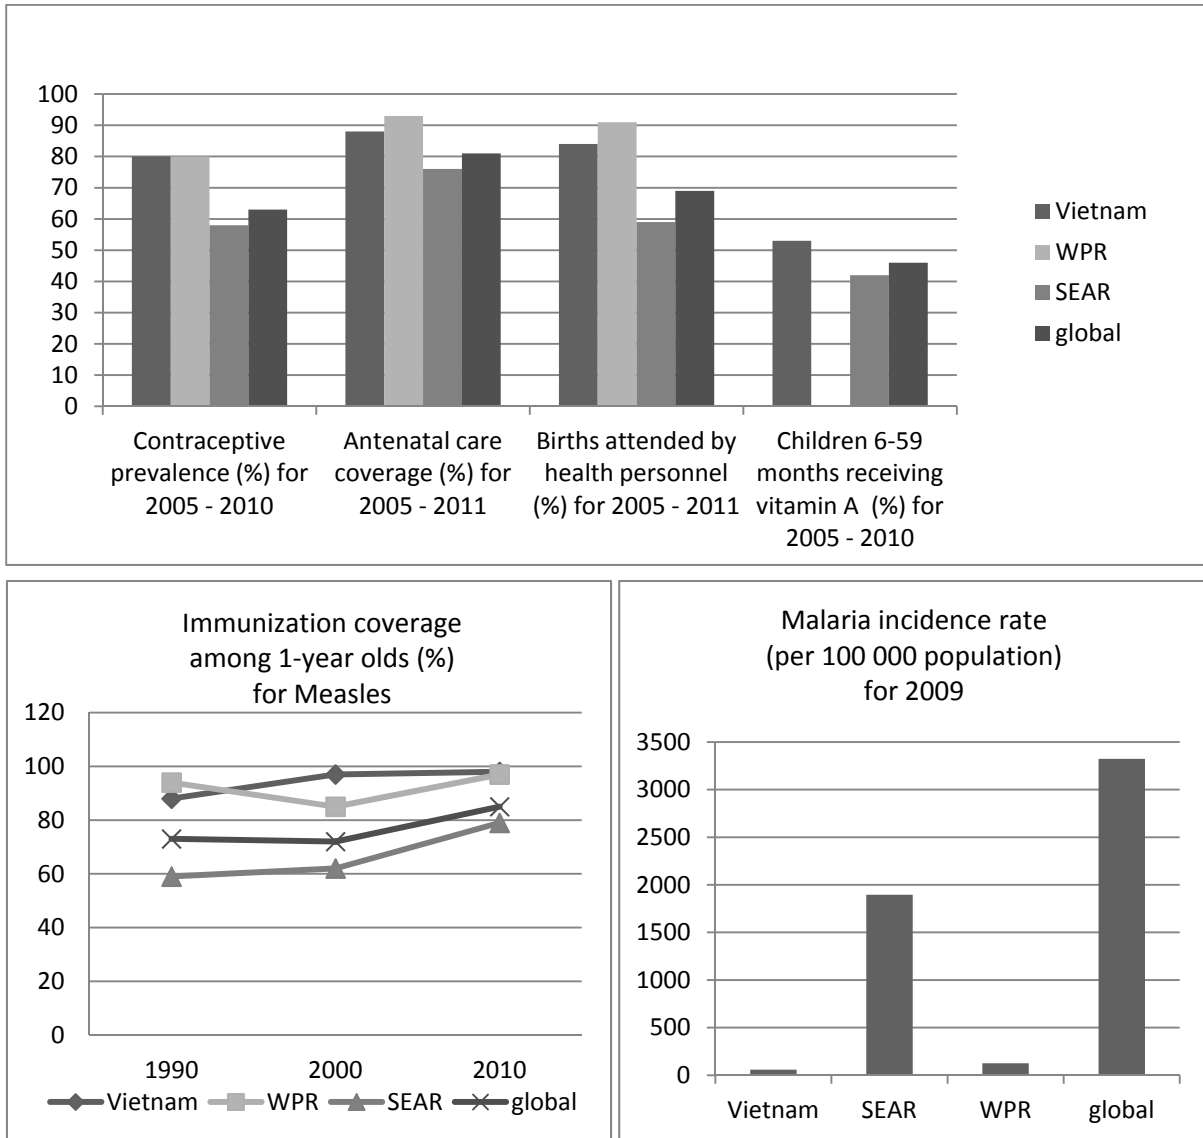 100
90
80
70
60
50
40
30
20
10
0
Contraceptive
prevalence (%) for
2005 - 2010
Antenatal care
coverage (%) for
2005 - 2011
Births attended by
health personnel
(%) for 2005 - 2011
Children 6-59
months receiving
vitamin A (%) for
2005 - 2010
Vietnam
WPR
SEAR
global
Immunization coverage
among 1-year olds (%)
for Measles
120
100
80
60
40
20
0
1990 2000 2010
Vietnam WPR SEAR global
Malaria incidence rate
(per 100 000 population)
for 2009
3500
3000
2500
2000
1500
1000
500
0
Vietnam SEAR WPR global